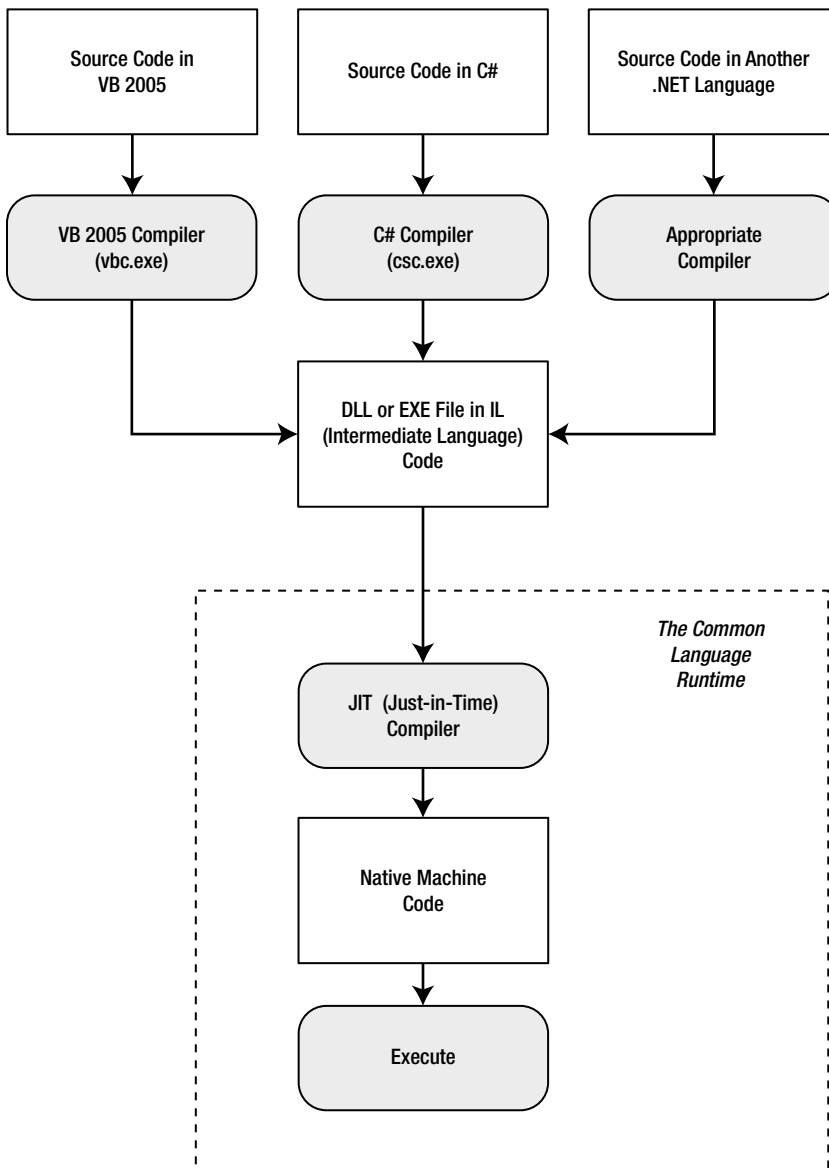 Source Code in
VB 2005
Source Code in C#
Source Code in Another
.NET Language
VB 2005 Compiler
(vbc.exe)
C# Compiler
(csc.exe)
Appropriate
Compiler
DLL or EXE File in IL
(Intermediate Language)
Code
The Common
Language
Runtime
JIT (Just-in-Time)
Compiler
Native Machine
Code
Execute